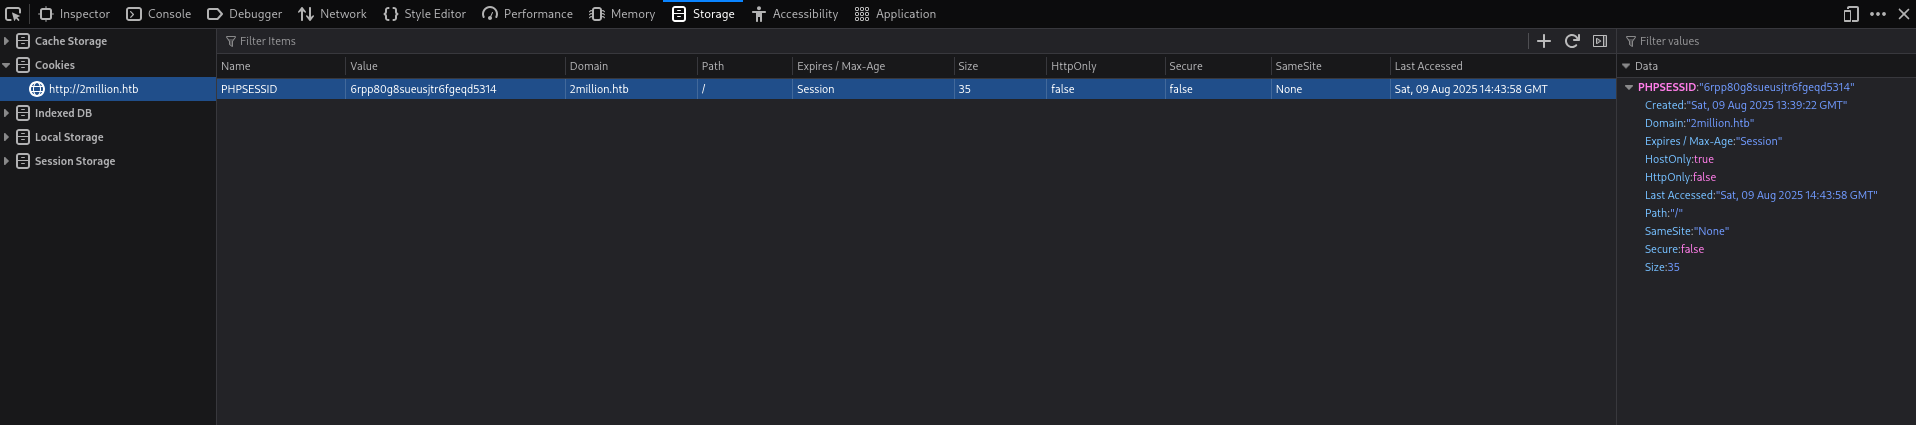 Inspector Console Debugger Network Style Editor Performance Memory Storage Accessibility Application
Cache Storage
Cookies
http://2million.htb
Indexed DB
Local Storage
Session Storage
Filter Items
Name Value Domain Path Expires / Max-Age Size HttpOnly Secure SameSite Last Accessed
PHPSESSID 6rpp80g8sueusjtr6fgeqd5314 2million.htb / Session 35 false false None Sat, 09 Aug 2025 14:43:58 GMT
Filter values
Data
PHPSESSID:"6rpp80g8sueusjtr6fgeqd5314"
Created:"Sat, 09 Aug 2025 13:39:22 GMT"
Domain:"2million.htb"
Expires / Max-Age:"Session"
HostOnly:true
HttpOnly:false
Last Accessed:"Sat, 09 Aug 2025 14:43:58 GMT"
Path:"/"
SameSite:"None"
Secure:false
Size:35